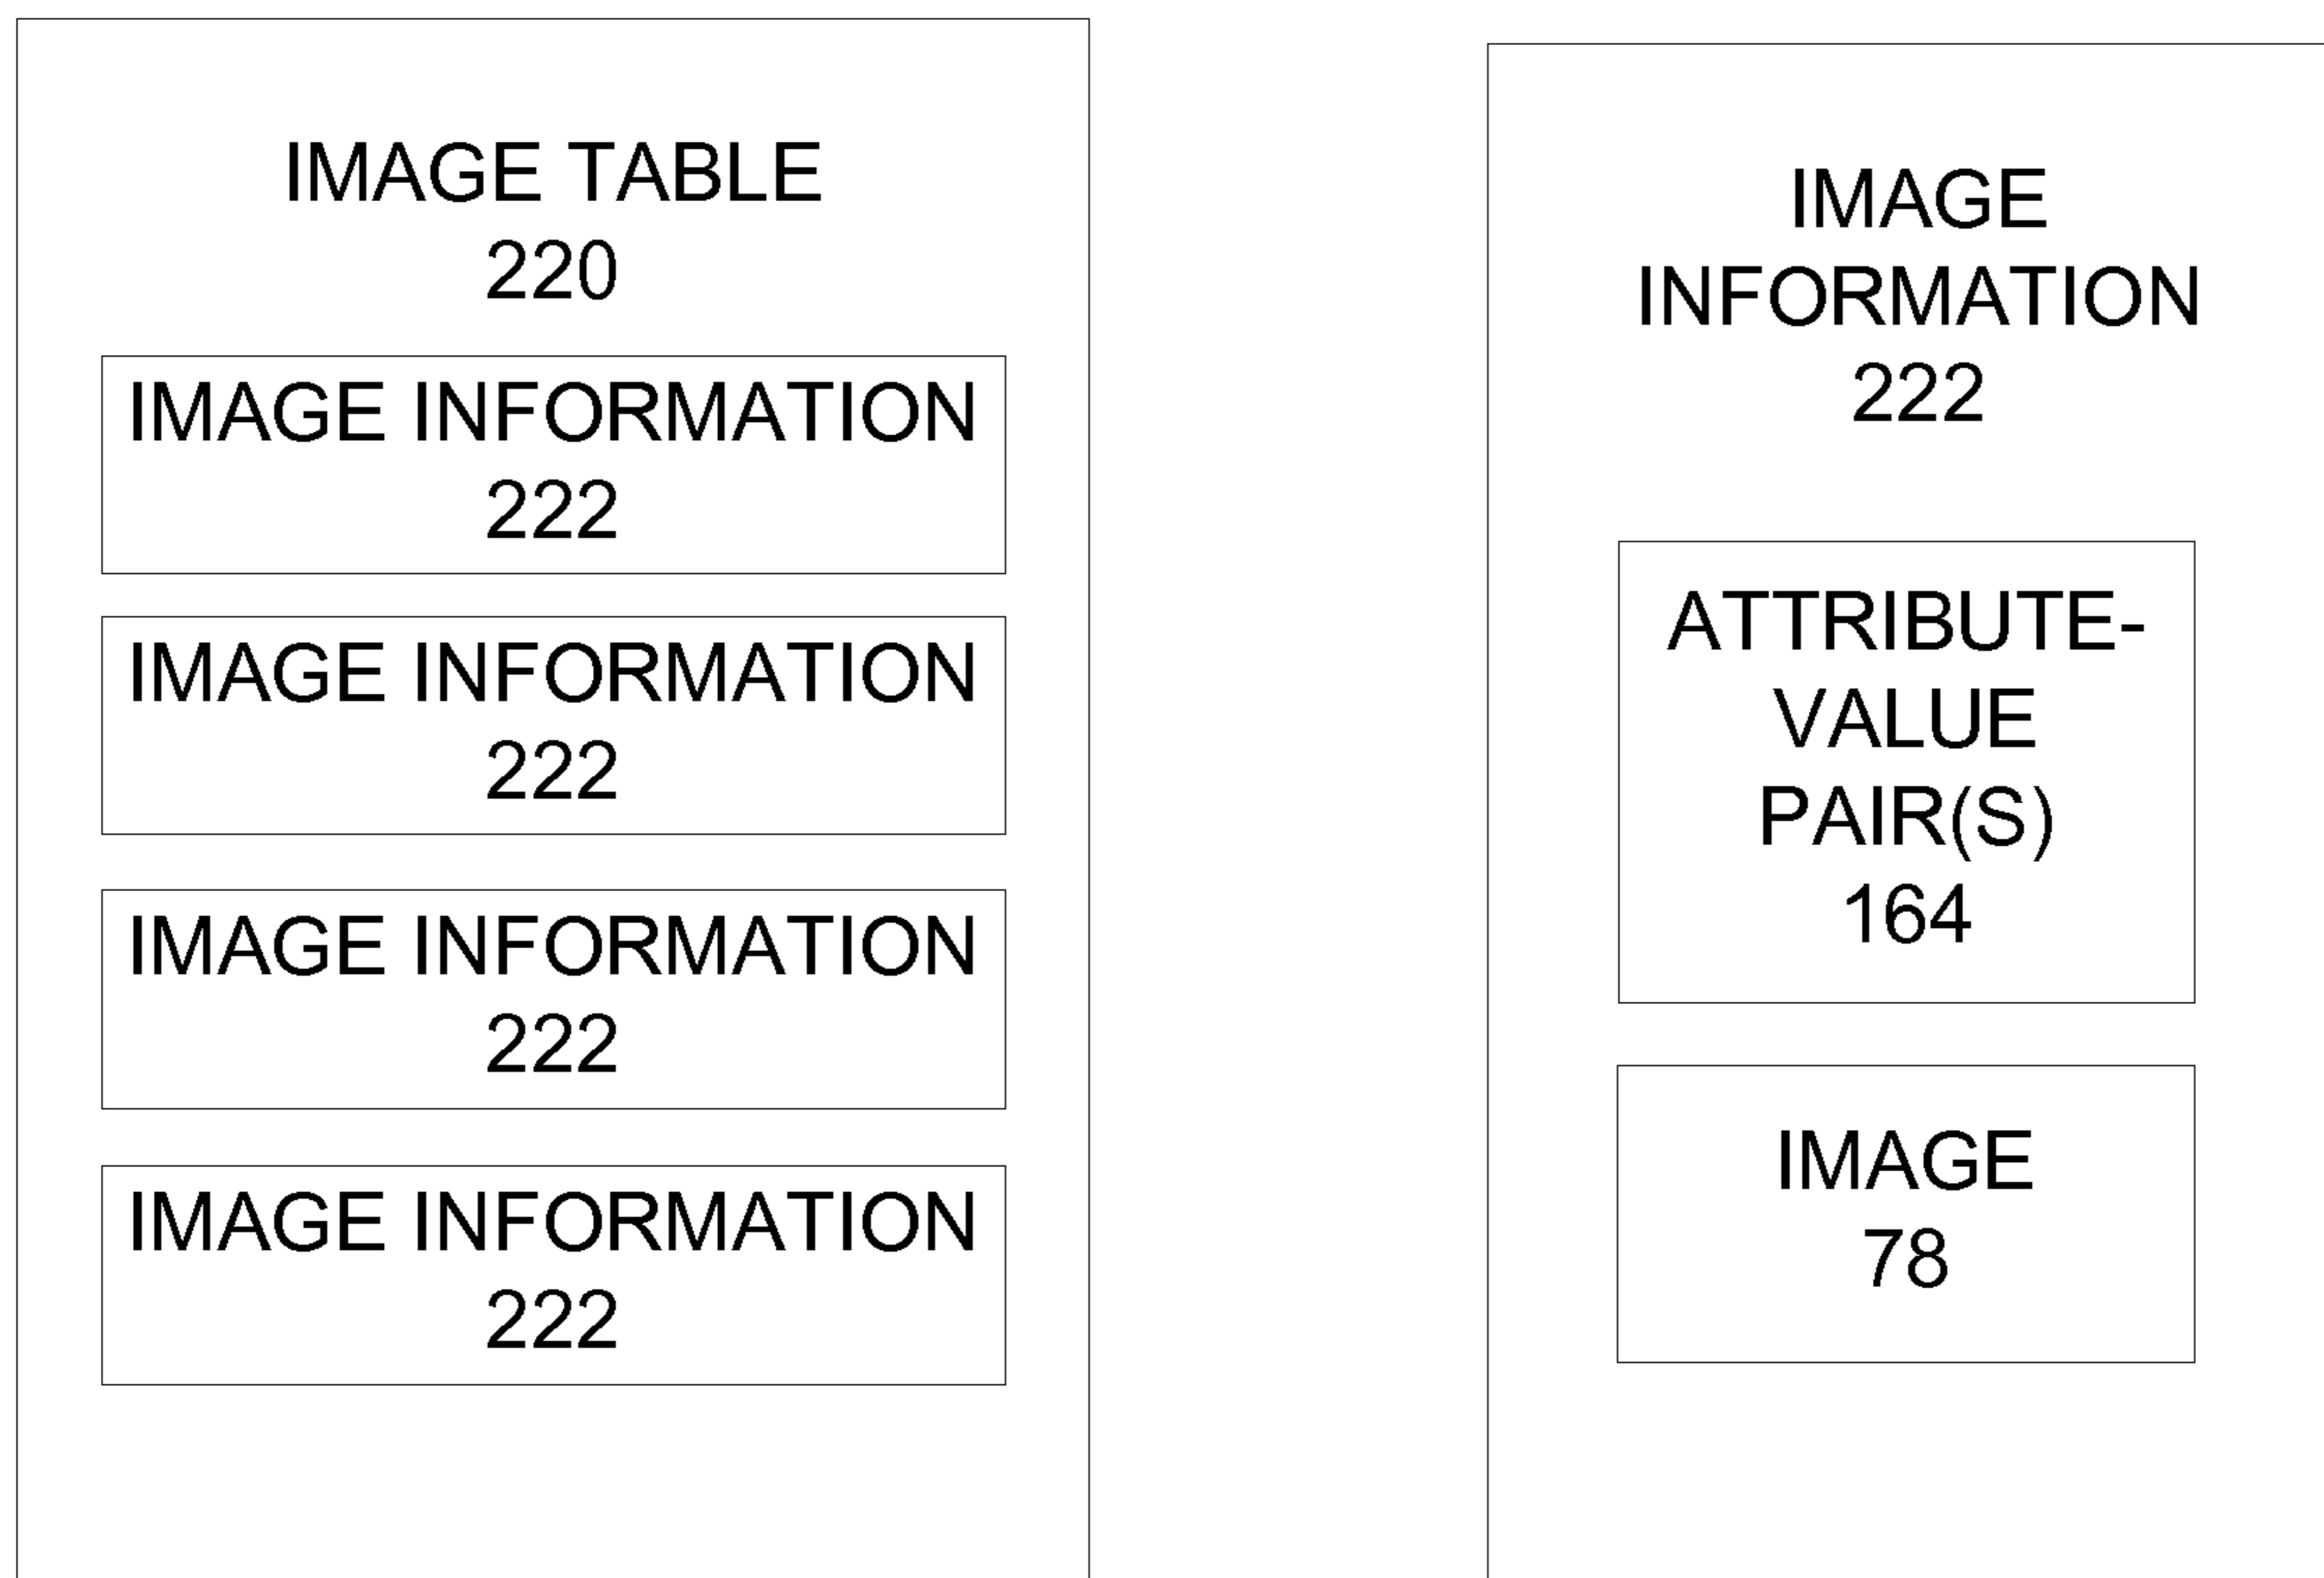 IMAGE TABLE
220
IMAGE INFORMATION
222
IMAGE INFORMATION
222
IMAGE INFORMATION
222
IMAGE INFORMATION
222
IMAGE
INFORMATION
222
ATTRIBUTE-
VALUE
PAIR(S)
164
IMAGE
78